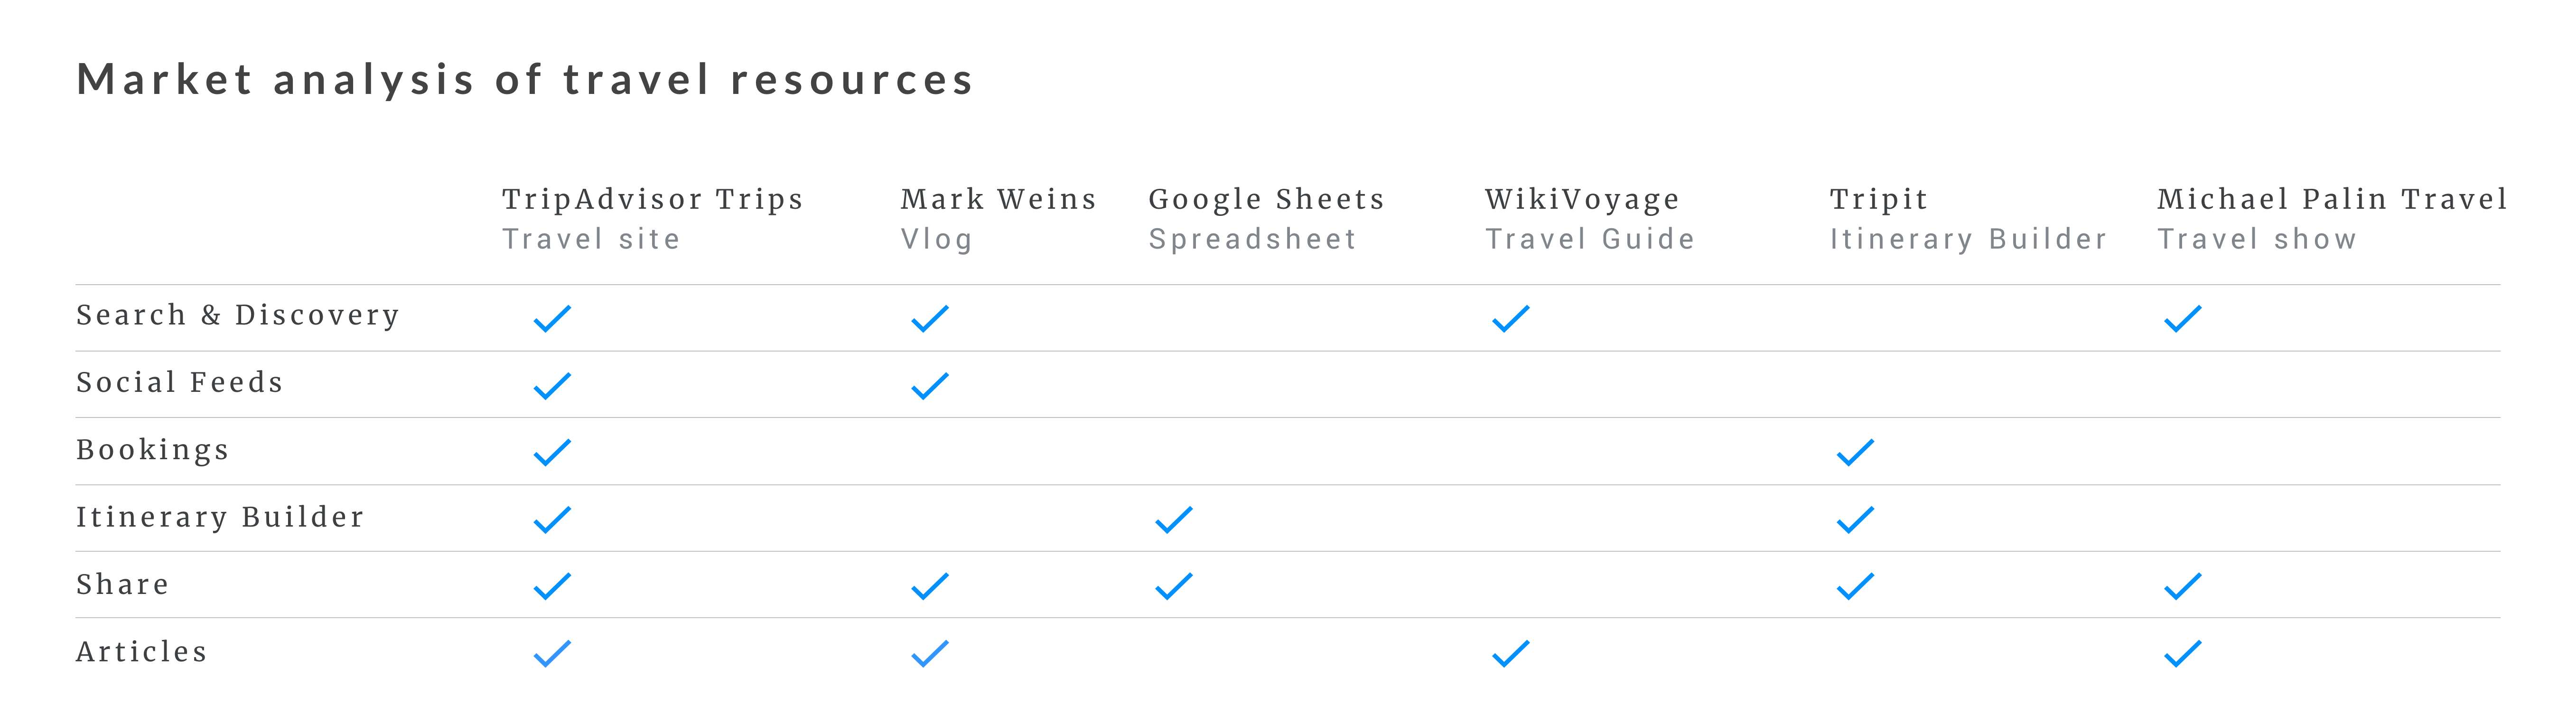 Market analysis of travel resources
TripAdvisor Trips Mark Weins Google Sheets WikiVoyage Tripit Michael Palin Travel
Travel site Vlog Spreadsheet Travel Guide Itinerary Builder Travel show
Search & Discovery
Social Feeds
Bookings
Itinerary Builder
Share
Articles